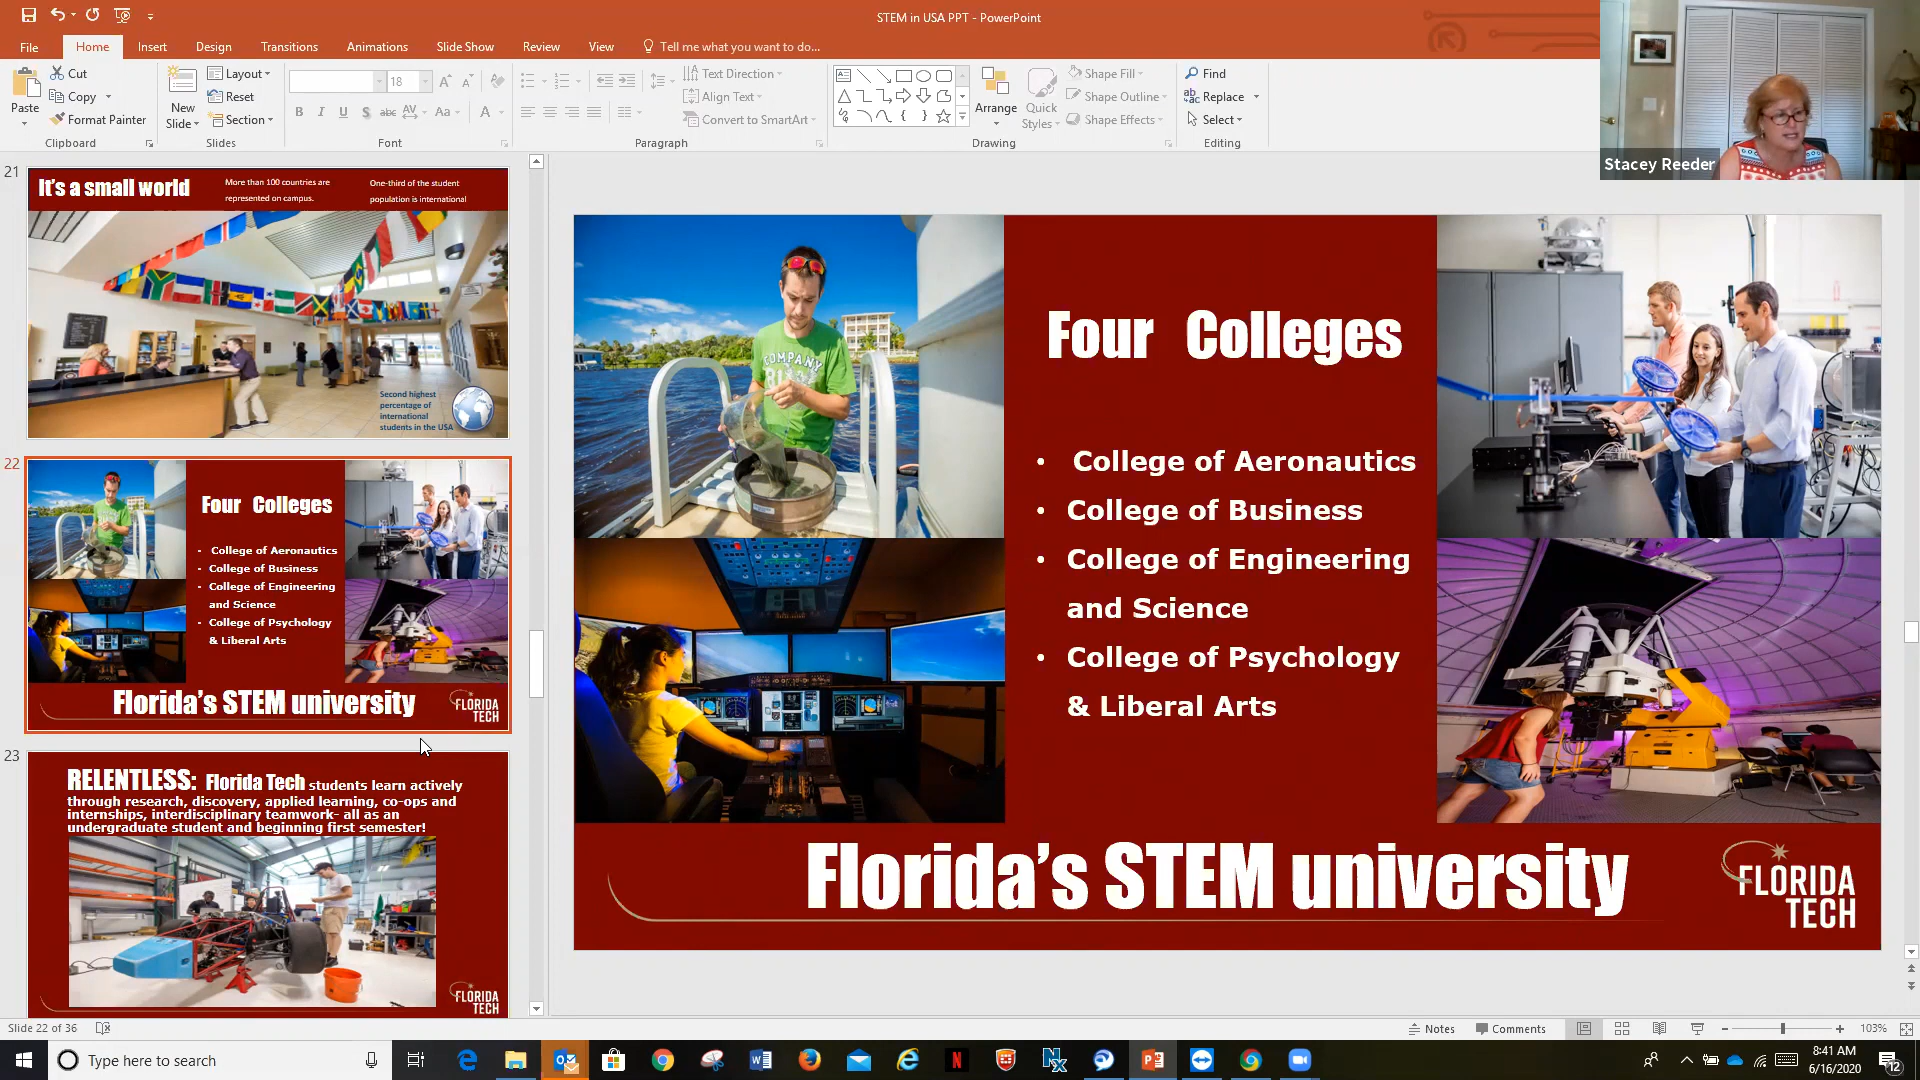 STEM in USA PPT - PowerPoint
File Home Insert Design Transitions Animations Slide Show Review View Tell me what you want to do...
Paste
Cut
Copy
Format Painter
Clipboard
New
Slide
Layout
Reset
Section
Slides
18
B I U S abc AV Aa A
Font
Text Direction
Align Text
Convert to SmartArt
Paragraph
Arrange
Quick
Styles
Shape Fill
Shape Outline
Shape Effects
Drawing
Find
Replace
Select
Editing
Stacey Reeder
21
It's a small world
More than 100 countries are
represented on campus.
One-third of the student
population is international
Second highest
percentage of
international
students in the USA
22
Four Colleges
• College of Aeronautics
• College of Business
• College of Engineering
and Science
• College of Psychology
& Liberal Arts
Florida's STEM university
FLORIDA
TECH
23
RELENTLESS: Florida Tech students learn actively
through research, discovery, applied learning, co-ops and
internships, interdisciplinary teamwork- all as an
undergraduate student and beginning first semester!
FLORIDA
TECH
COMPANY
Four Colleges
• College of Aeronautics
• College of Business
• College of Engineering
and Science
• College of Psychology
& Liberal Arts
Florida's STEM university
FLORIDA
TECH
Slide 22 of 36
Notes
Comments
103%
Type here to search
8:41 AM
6/16/2020
12